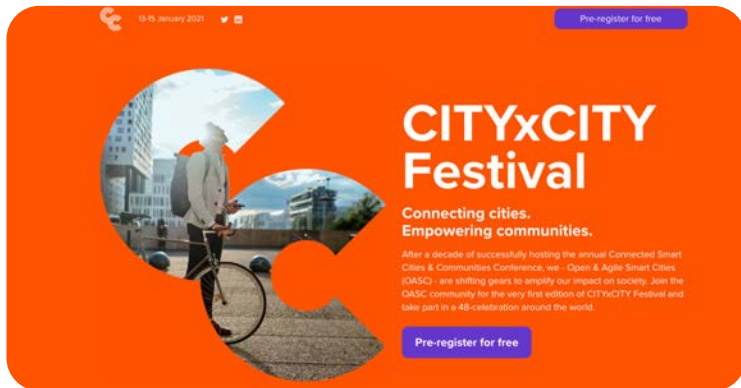 13-15 January 2021
Pre-register for free
CITYxCITY
Festival
Connecting cities.
Empowering communities.
After a decade of successfully hosting the annual Connected Smart
Cities & Communities Conference, we - Open & Agile Smart Cities
(OASC) - are shifting gears to amplify our impact on society. Join the
OASC community for the very first edition of CITYxCITY Festival and
take part in a 48-celebration around the world.
Pre-register for free